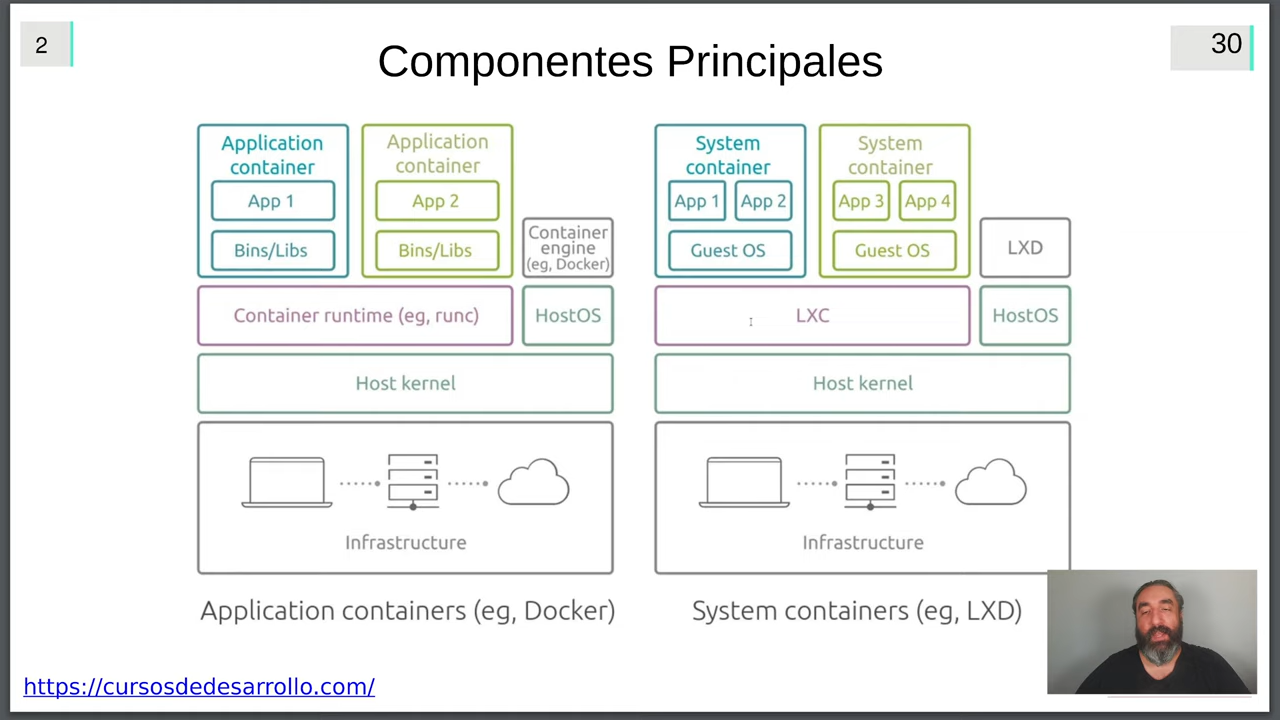 2
Componentes Principales
30
Application
container
App 1
Bins/Libs
Application
container
App 2
Bins/Libs
Container
engine
(eg, Docker)
Container runtime (eg, runc)
HostOS
Host kernel
Infrastructure
Application containers (eg, Docker)
System
container
App 1
App 2
Guest OS
System
container
App 3
App 4
Guest OS
LXD
LXC
HostOS
Host kernel
Infrastructure
System containers (eg, LXD)
https://cursosdedesarrollo.com/